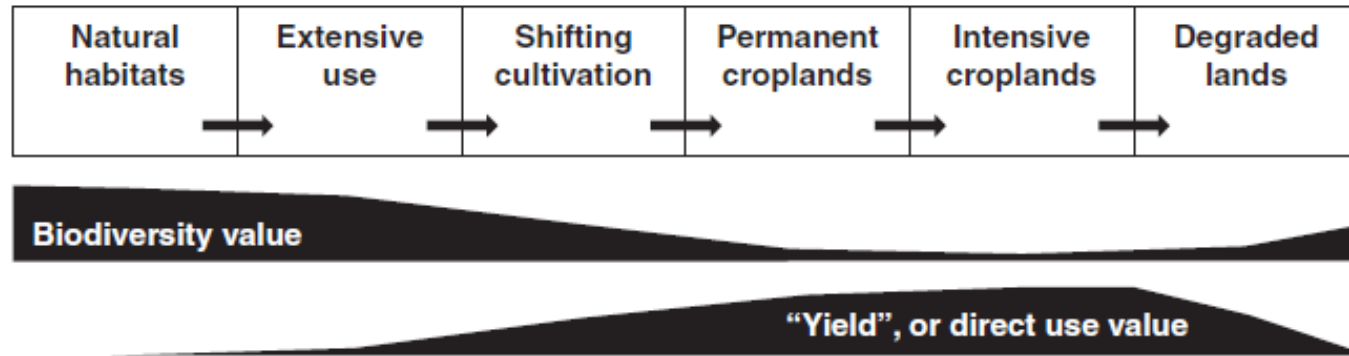 Natural habitats
Extensive use
Shifting cultivation
Permanent croplands
Intensive croplands
Degraded lands
Biodiversity value
“Yield”, or direct use value